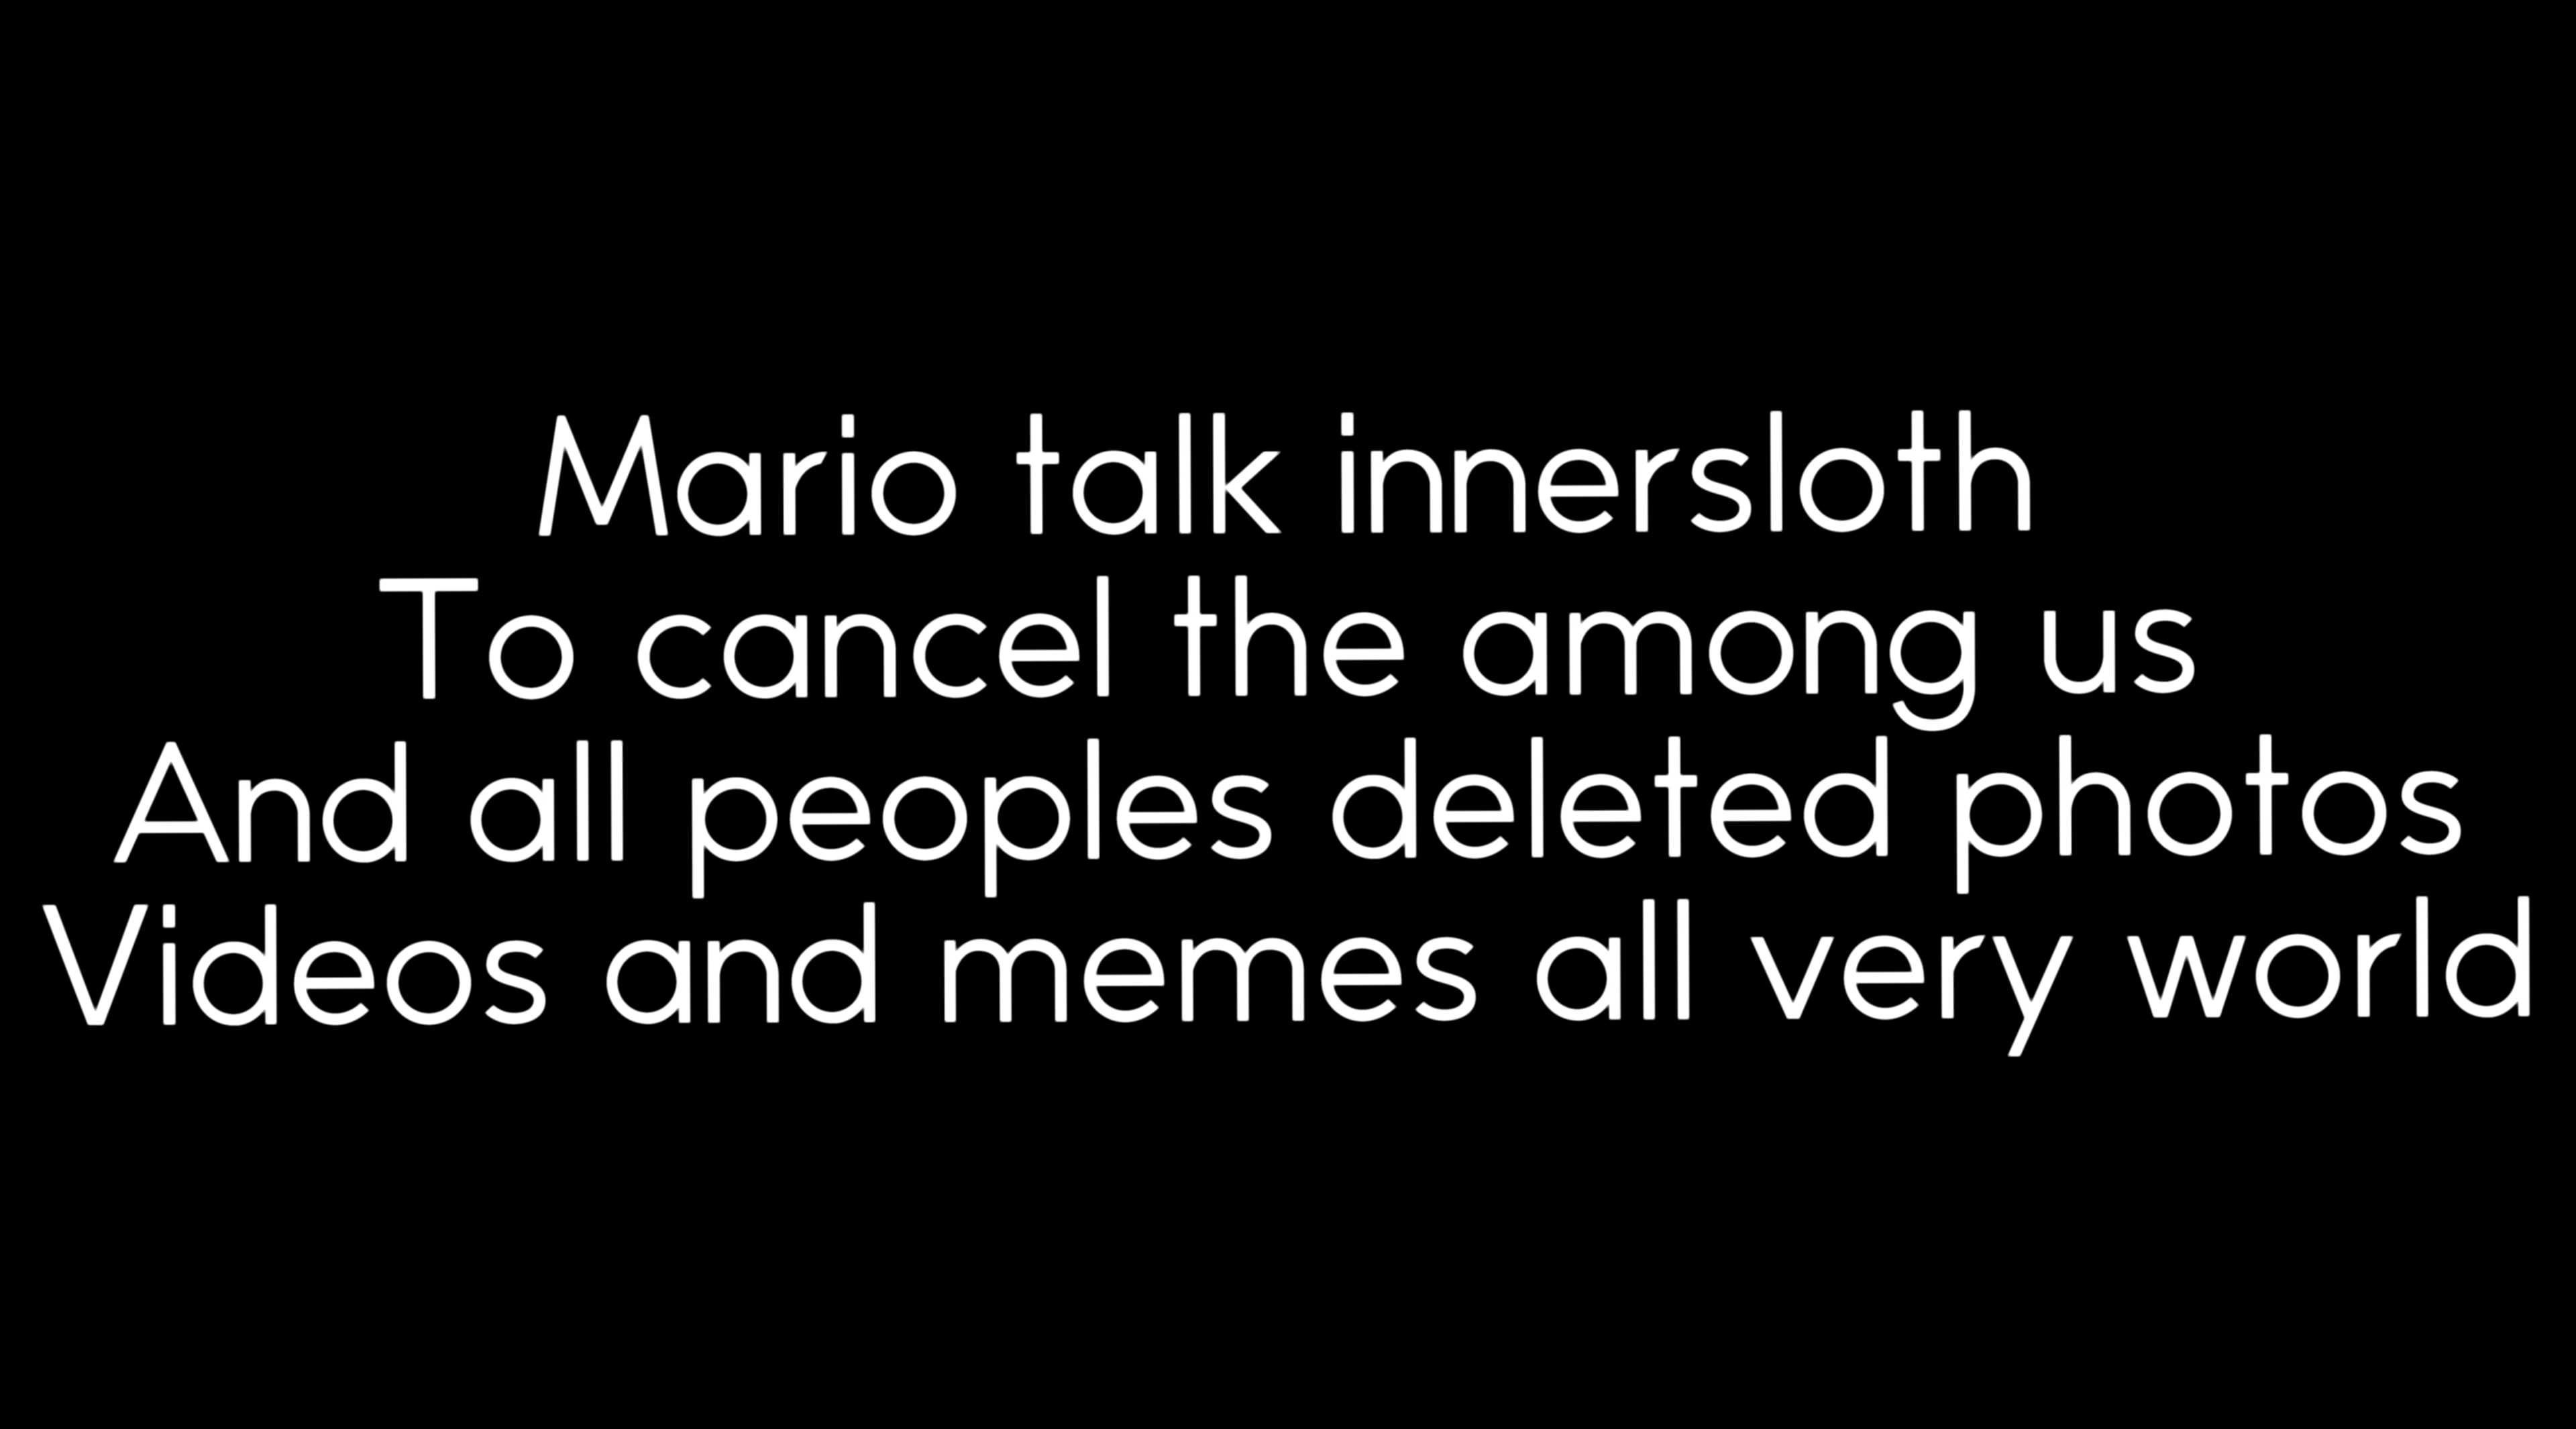 Mario talk innersloth
To cancel the among us
And all peoples deleted photos
Videos and memes all very world